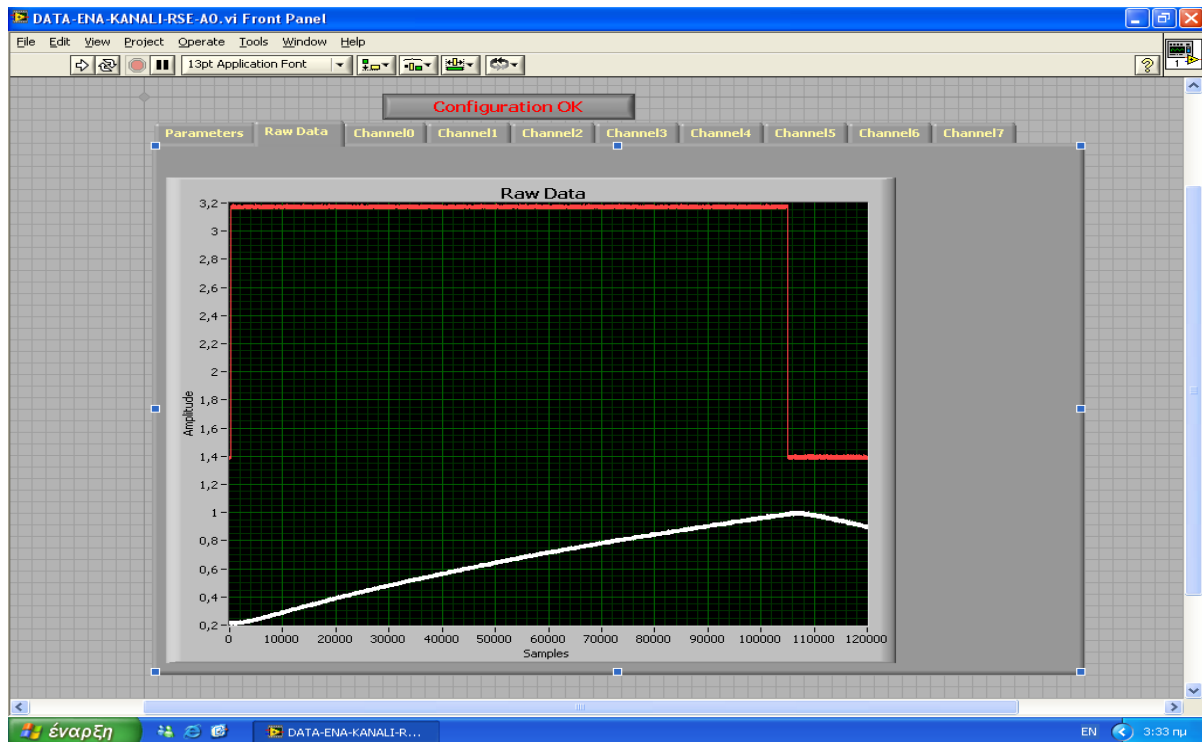 DATA-ENA-KANALI-RSE-A0.vi Front Panel
File Edit View Project Operate Tools Window Help
13pt Application Font
1
Configuration OK
Parameters Raw Data Channel0 Channel1 Channel2 Channel3 Channel4 Channel5 Channel6 Channel7
Raw Data
3,2
3
2,8
2,6
2,4
2,2
2
1,8
1,6
1,4
1,2
1
0,8
0,6
0,4
0,2
Amplitude
0 10000 20000 30000 40000 50000 60000 70000 80000 90000 100000 110000 120000
Samples
έναρξη DATA-ENA-KANALI-R... EN 3:33 πμ